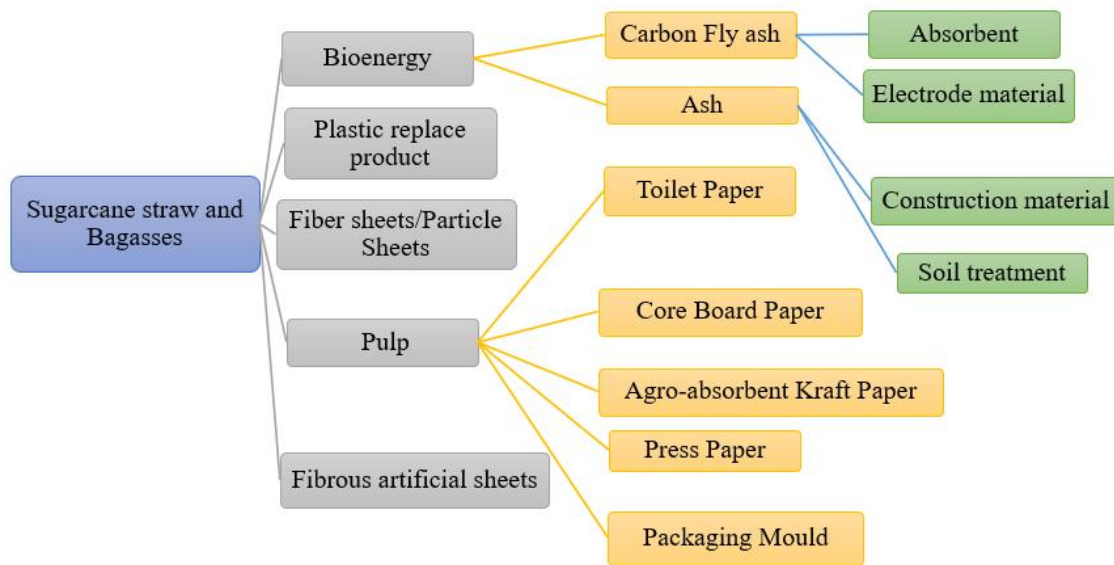 Sugarcane straw and
Bagasses
Bioenergy
Plastic replace
product
Fiber sheets/Particle
Sheets
Pulp
Fibrous artificial sheets
Carbon Fly ash
Ash
Toilet Paper
Core Board Paper
Agro-absorbent Kraft Paper
Press Paper
Packaging Mould
Absorbent
Electrode material
Construction material
Soil treatment